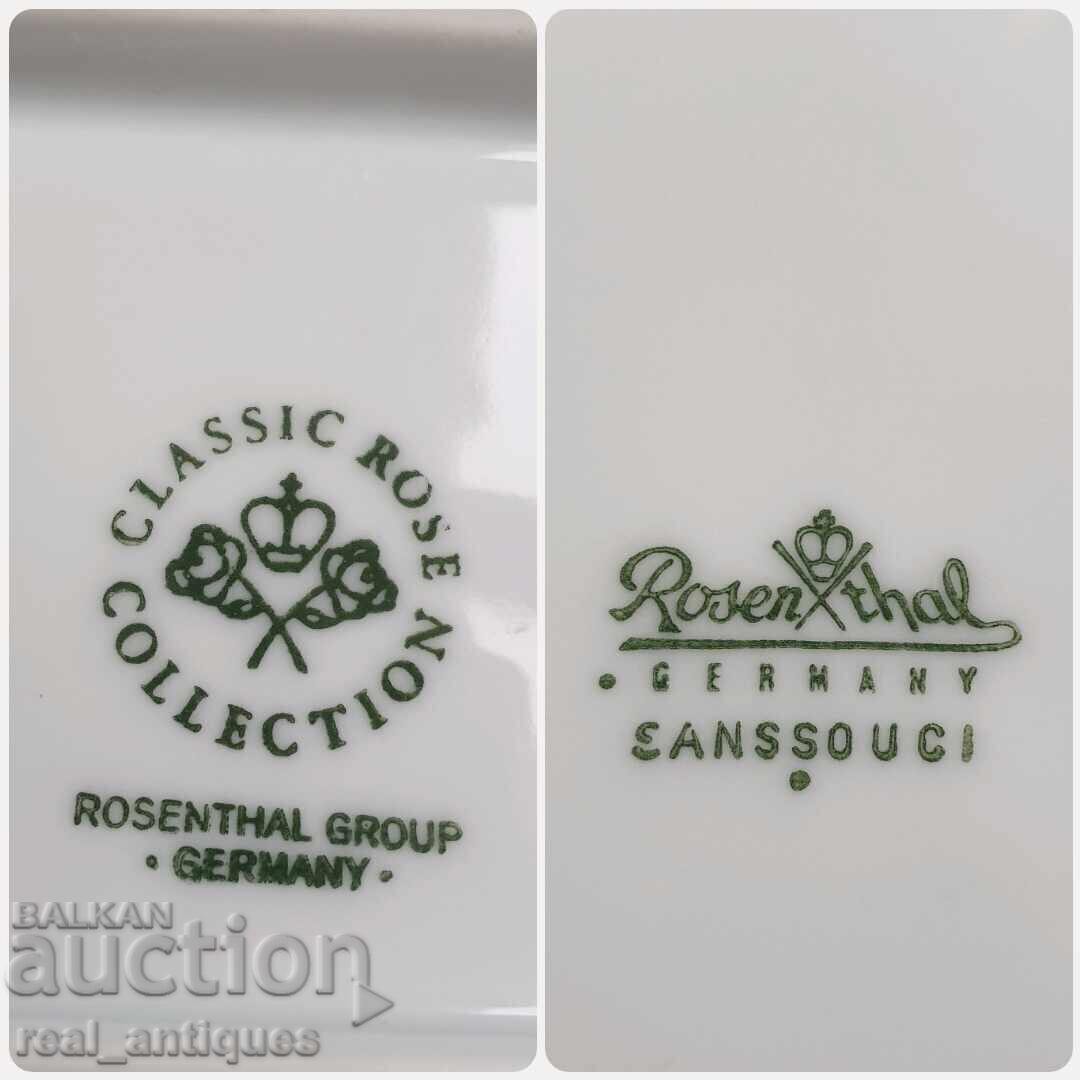 CLASSIC ROSE
COLLECTION
ROSENTHAL GROUP
· GERMANY ·
Rosenthal
· GERMANY
SANSSOUCI
BALKAN
auction
real_antiques